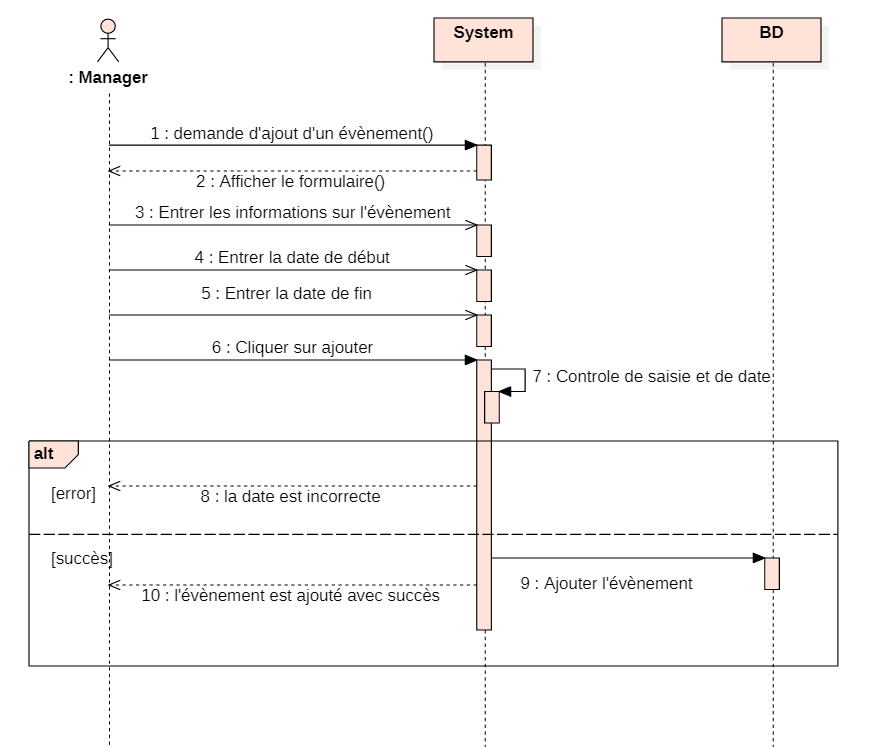 System
BD
: Manager
1 : demande d'ajout d'un évènement()
2 : Afficher le formulaire()
3 : Entrer les informations sur l'évènement
4 : Entrer la date de début
5 : Entrer la date de fin
6 : Cliquer sur ajouter
7 : Controle de saisie et de date
alt
[error]
8 : la date est incorrecte
[succès]
9 : Ajouter l'évènement
10 : l'évènement est ajouté avec succès